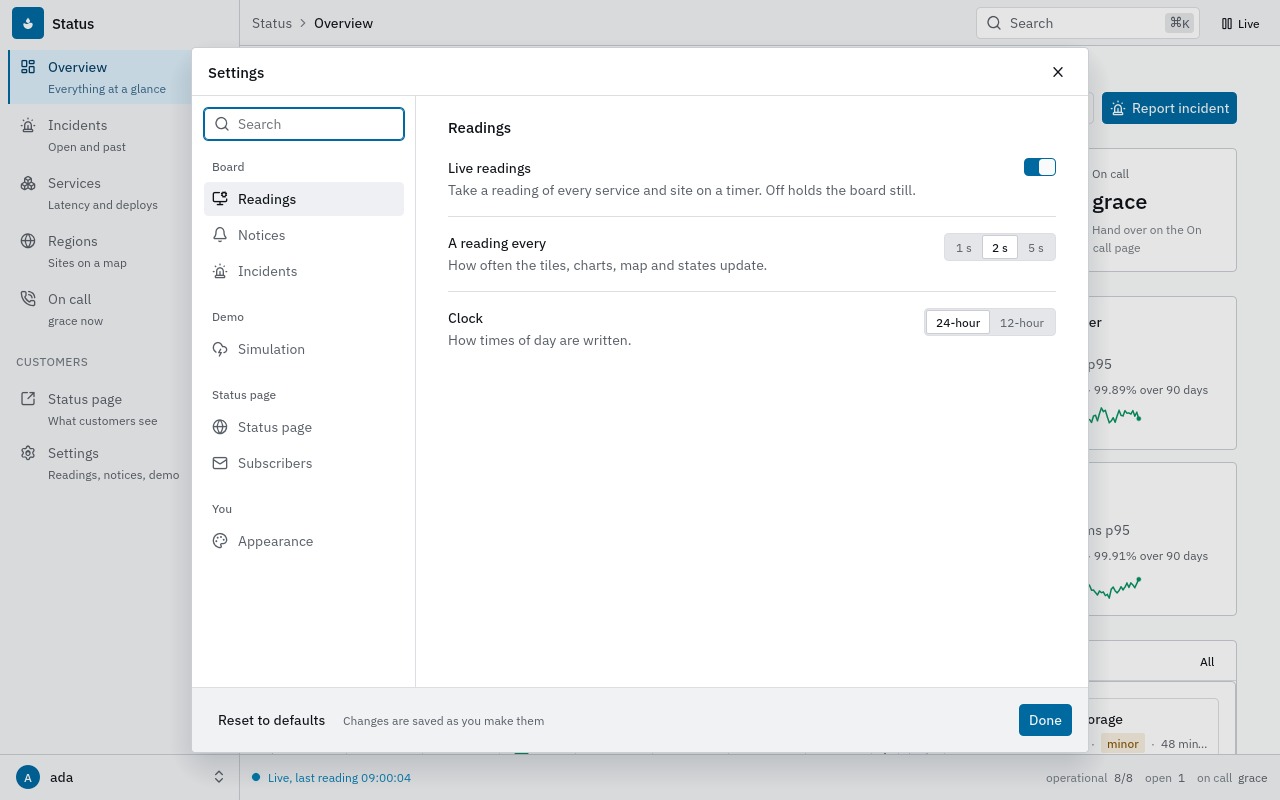 Status
Status
Overview
Search
⌘K
Live
Overview
Everything at a glance
Incidents
Open and past
Services
Latency and deploys
Regions
Sites on a map
On call
grace now
CUSTOMERS
Status page
What customers see
Settings
Readings, notices, demo
A
ada
Settings
Search
Board
Readings
Notices
Incidents
Demo
Simulation
Status page
Status page
Subscribers
You
Appearance
Readings
Live readings
Take a reading of every service and site on a timer. Off holds the board still.
A reading every
How often the tiles, charts, map and states update.
1 s
2 s
5 s
Clock
How times of day are written.
24-hour
12-hour
Reset to defaults
Changes are saved as you make them
Done
Report incident
On call
grace
Hand over on the On
call page
p95
· 99.89% over 90 days
p95
· 99.91% over 90 days
All
· minor · 48 min...
Live, last reading 09:00:04
operational 8/8
open 1
on call grace